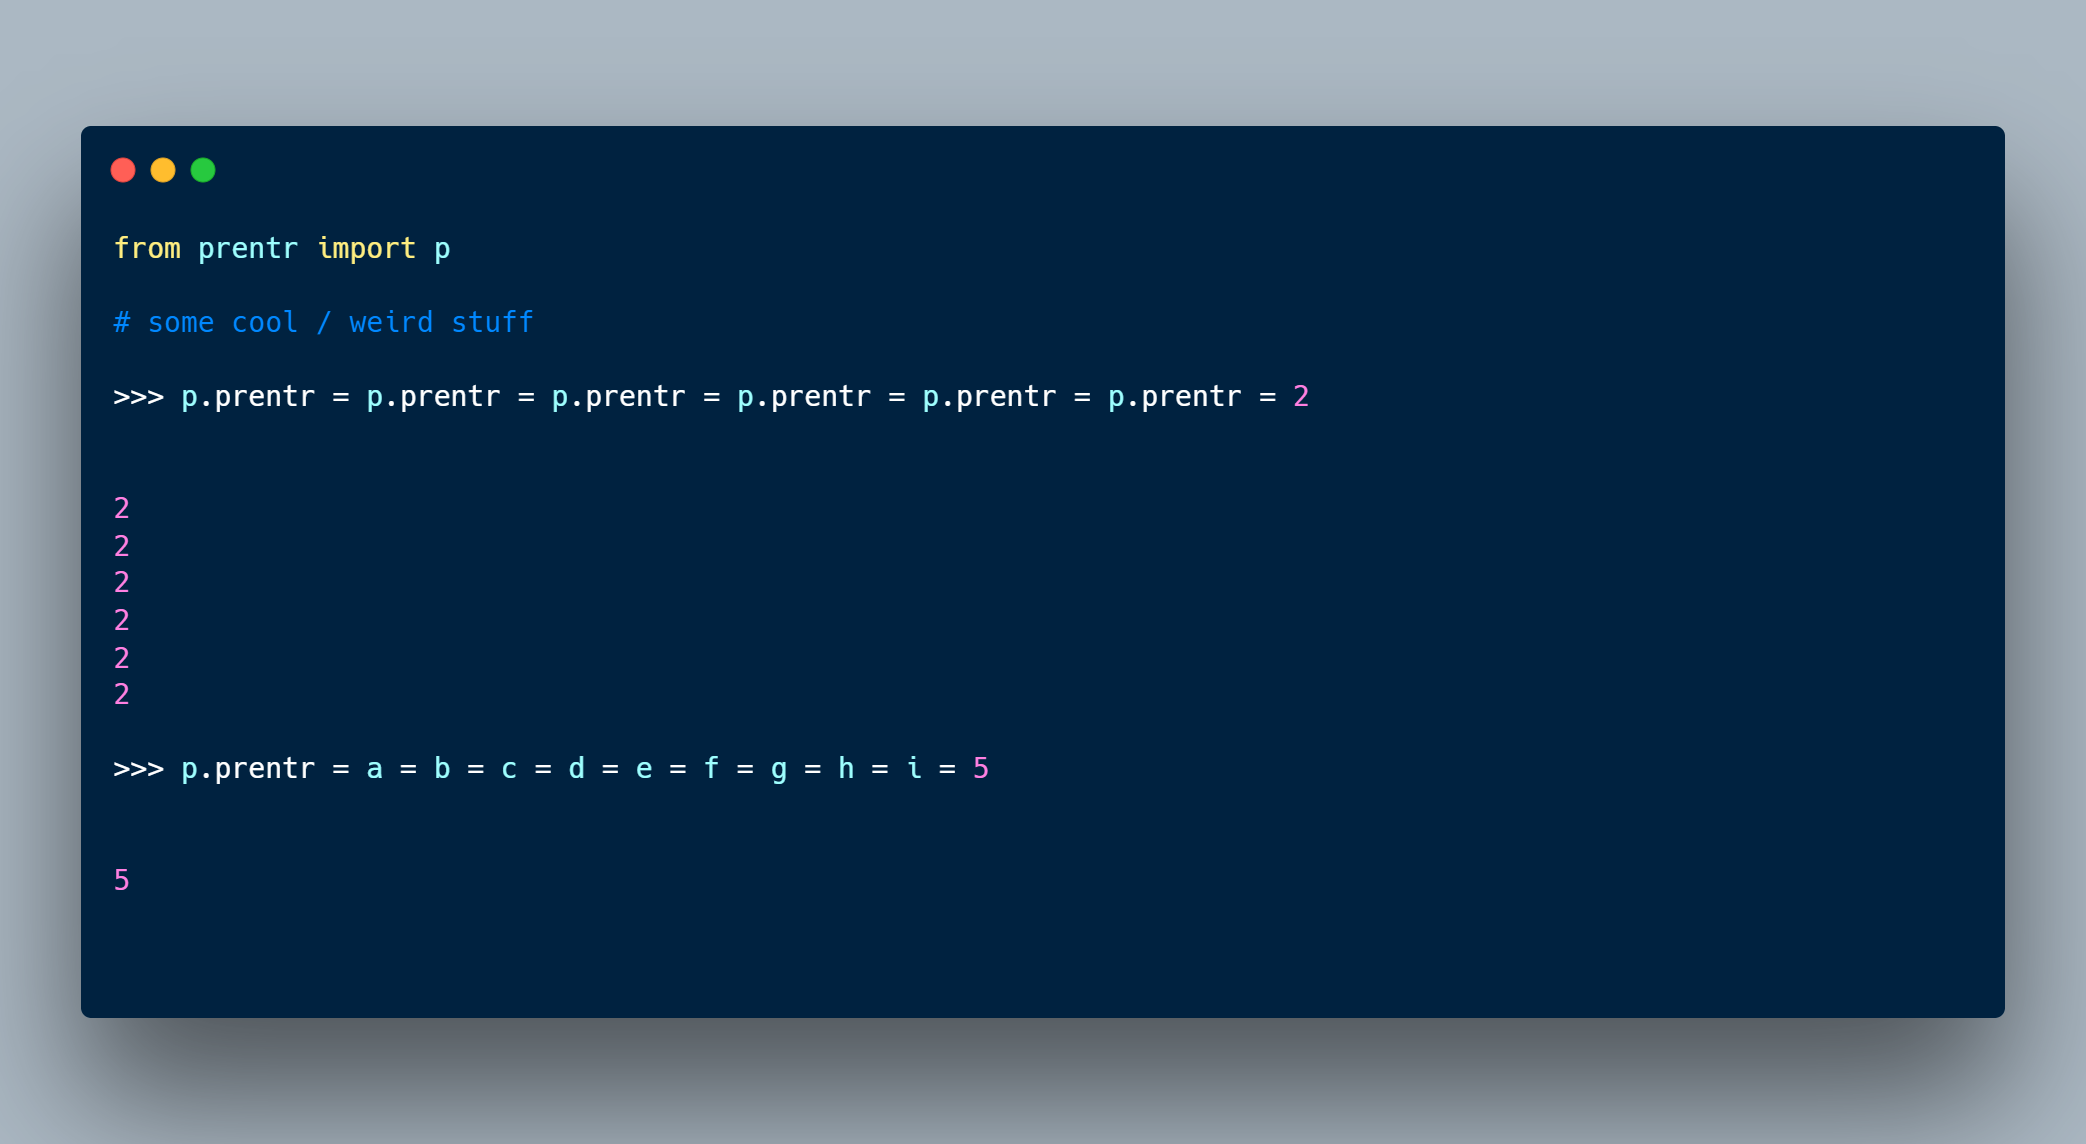 from prentr import p
# some cool / weird stuff
>>> p.prentr = p.prentr = p.prentr = p.prentr = p.prentr = p.prentr = 2
2
2
2
2
2
2
>>> p.prentr = a = b = c = d = e = f = g = h = i = 5
5